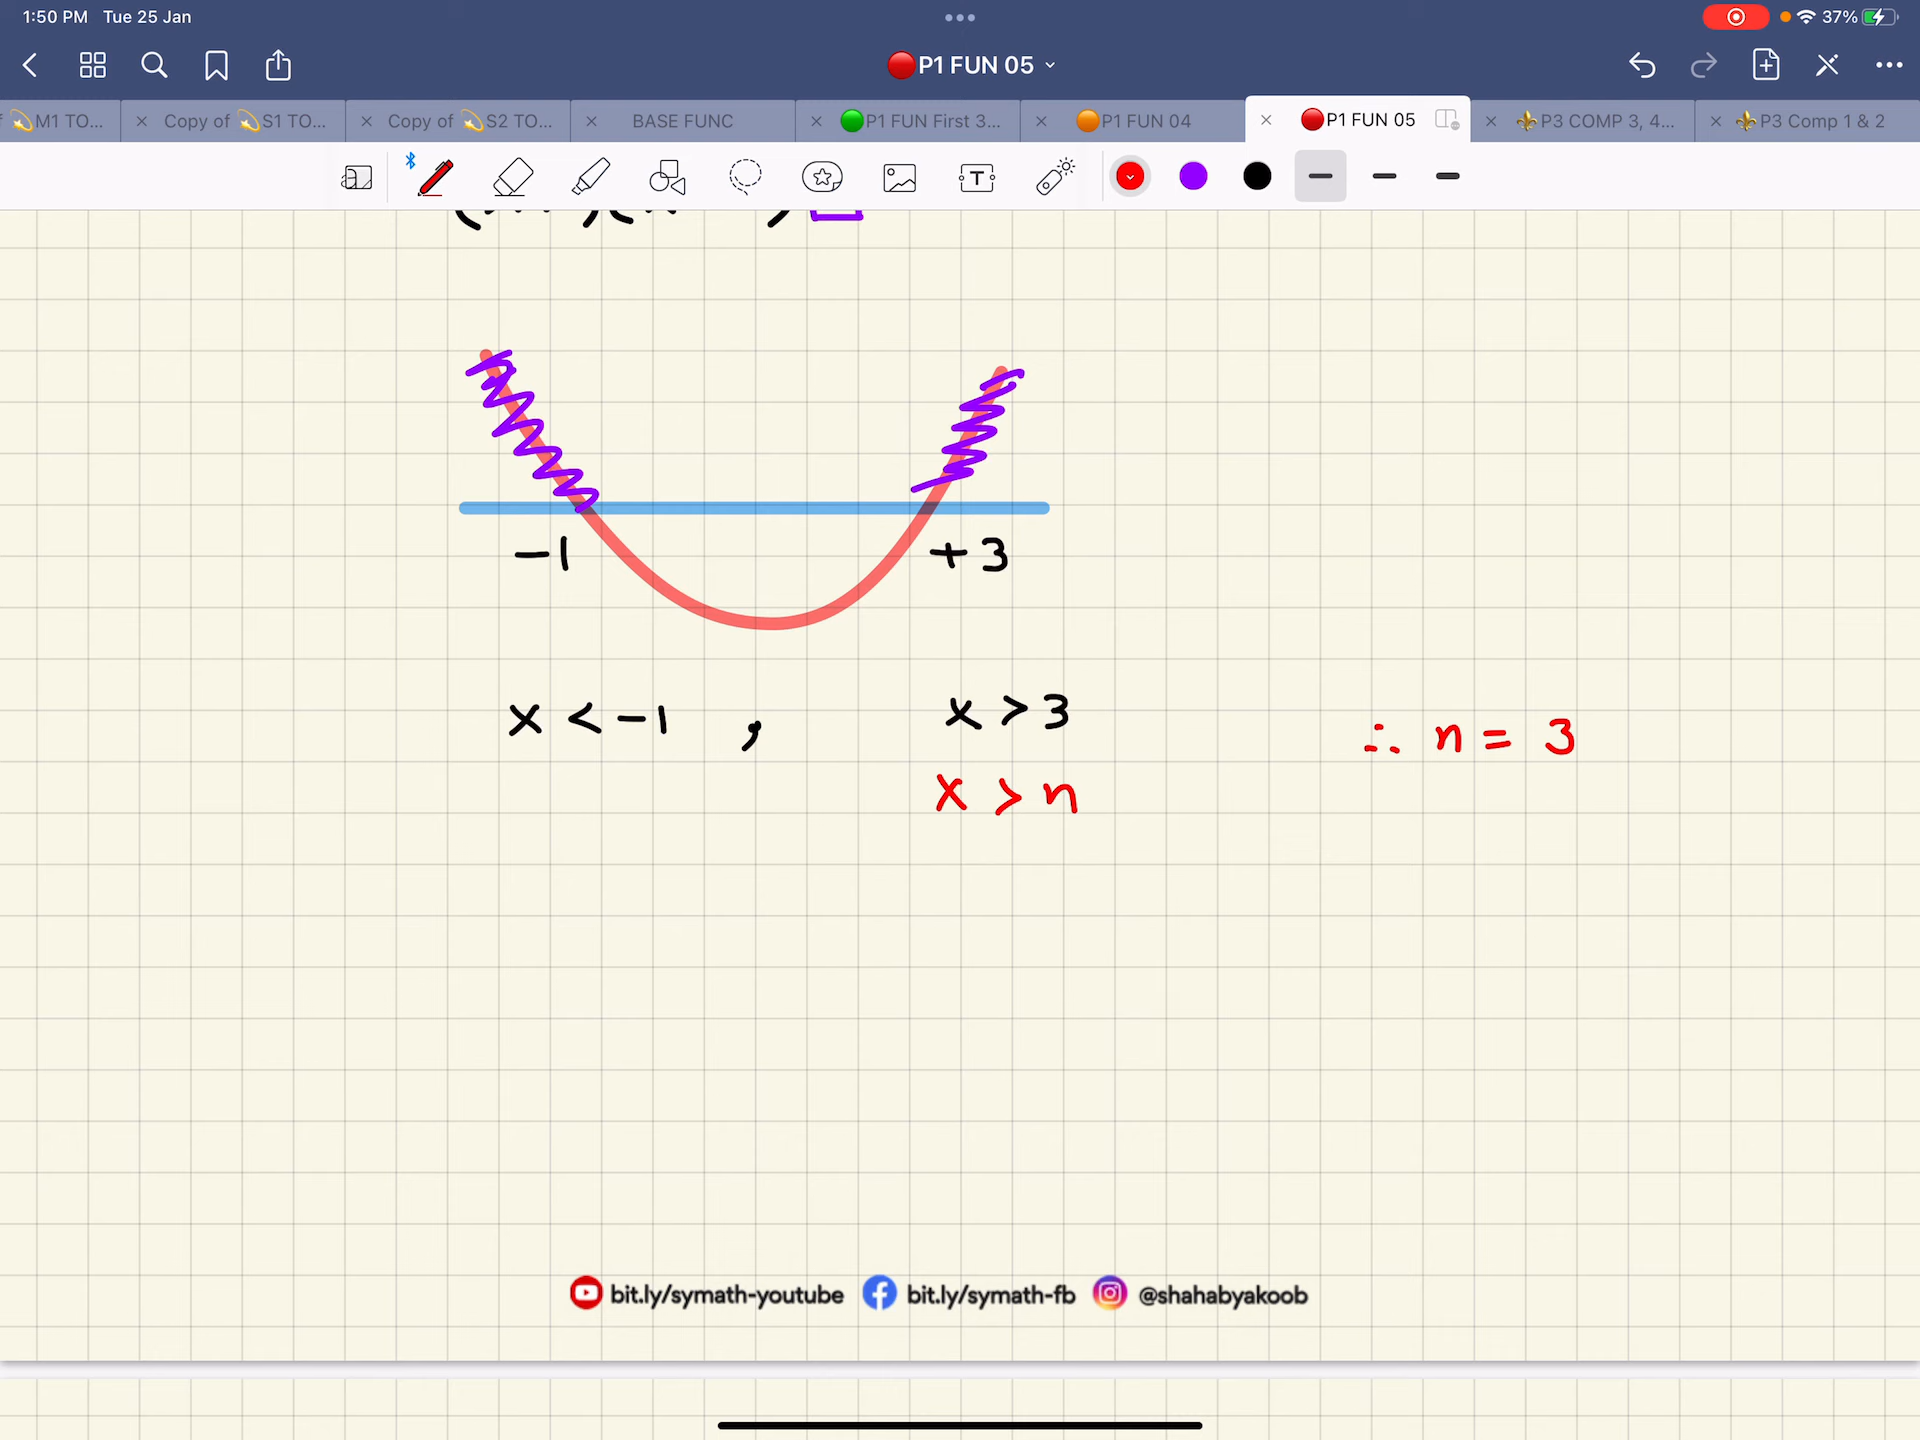 1:50 PM Tue 25 Jan
37%
P1 FUN 05
M1 TO... Copy of S1 TO... Copy of S2 TO... BASE FUNC P1 FUN First 3... P1 FUN 04 P1 FUN 05 P3 COMP 3, 4... P3 Comp 1 & 2
-1 +3
x < -1 , x > 3
∴ n = 3
x > n
bit.ly/symath-youtube bit.ly/symath-fb @shahabyakoob